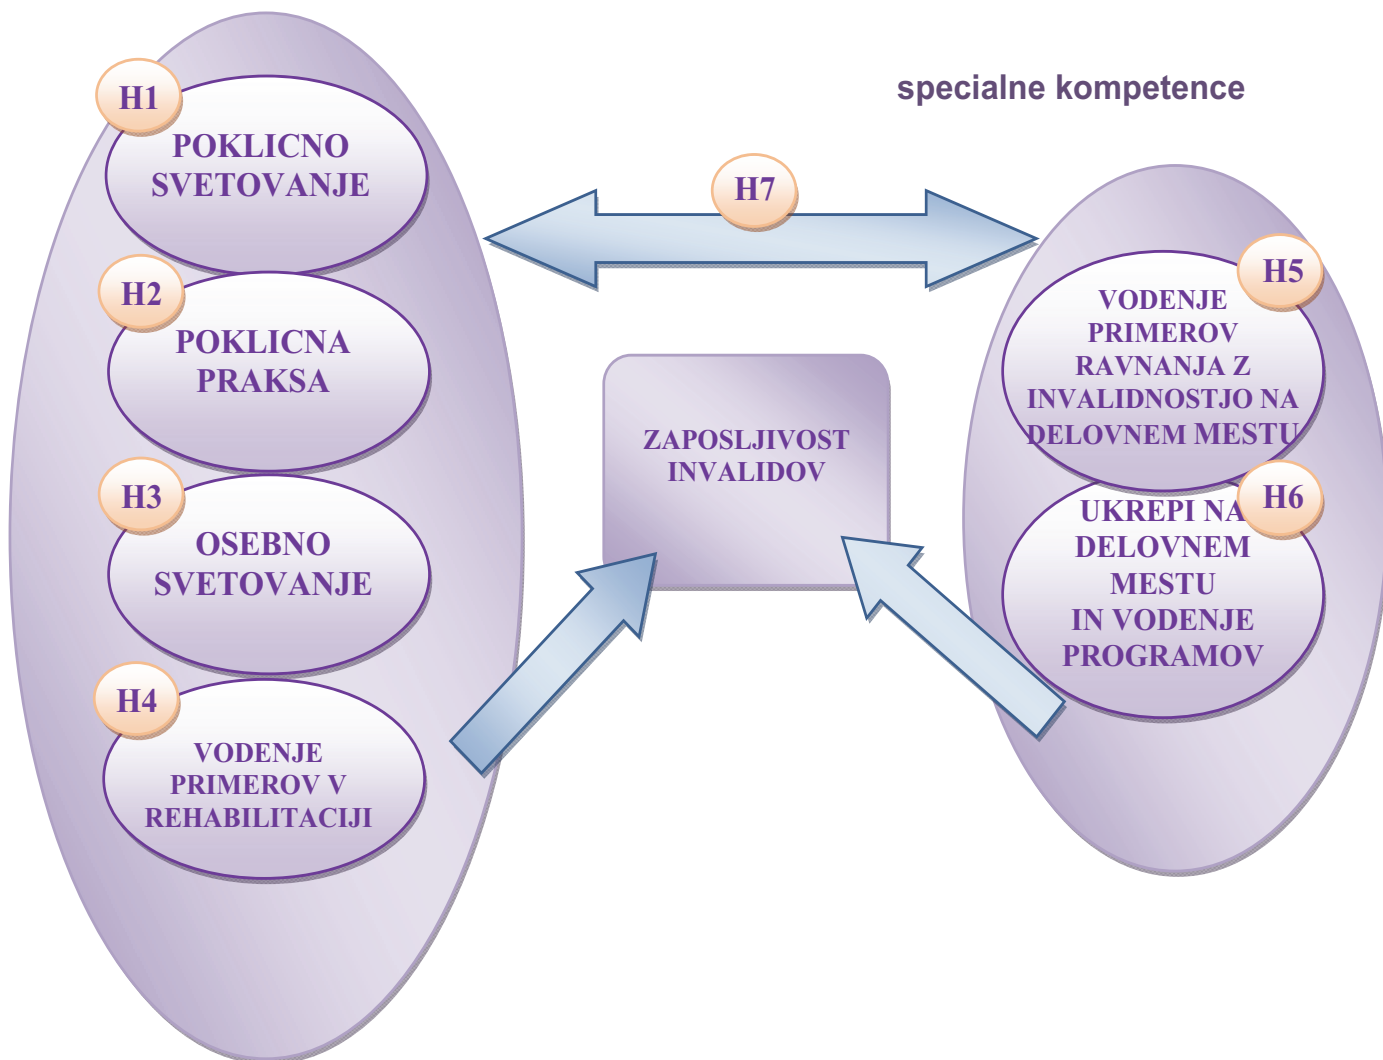 specialne kompetence
H1
POKLICNO
SVETOVANJE
H2
POKLICNA
PRAKSA
H3
OSEBNO
SVETOVANJE
H4
VODENJE
PRIMEROV V
REHABILITACIJI
H7
ZAPOSLJIVOST
INVALIDOV
H5
VODENJE
PRIMEROV
RAVNANJA Z
INVALIDNOSTJO NA
DELOVNEM MESTU
H6
UKREPI NA
DELOVNEM
MESTU
IN VODENJE
PROGRAMOV